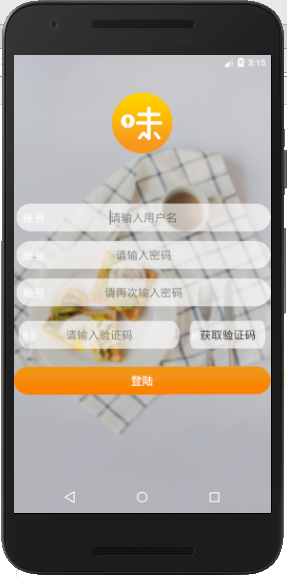 3:15
味
账号 请输入用户名
账号 请输入密码
账号 请再次输入密码
请输入验证码 获取验证码
登陆